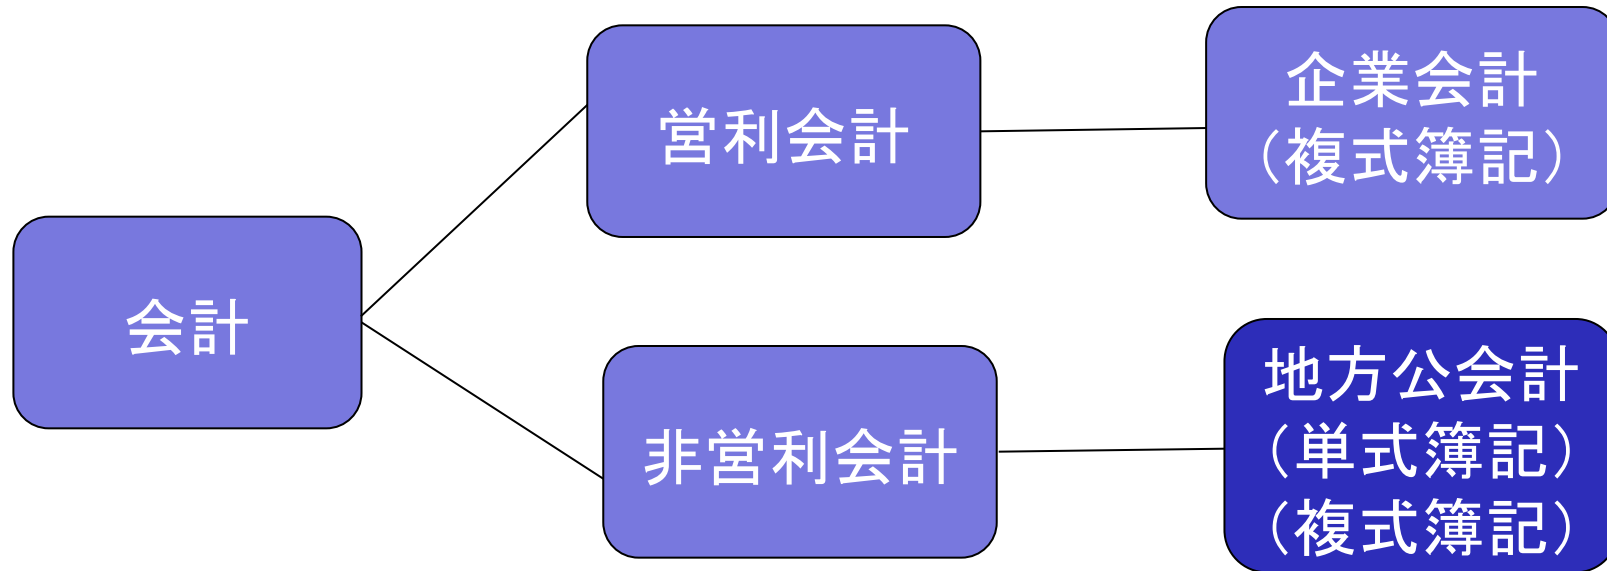 会計
営利会計
企業会計
（複式簿記）
非営利会計
地方公会計
（単式簿記）
（複式簿記）